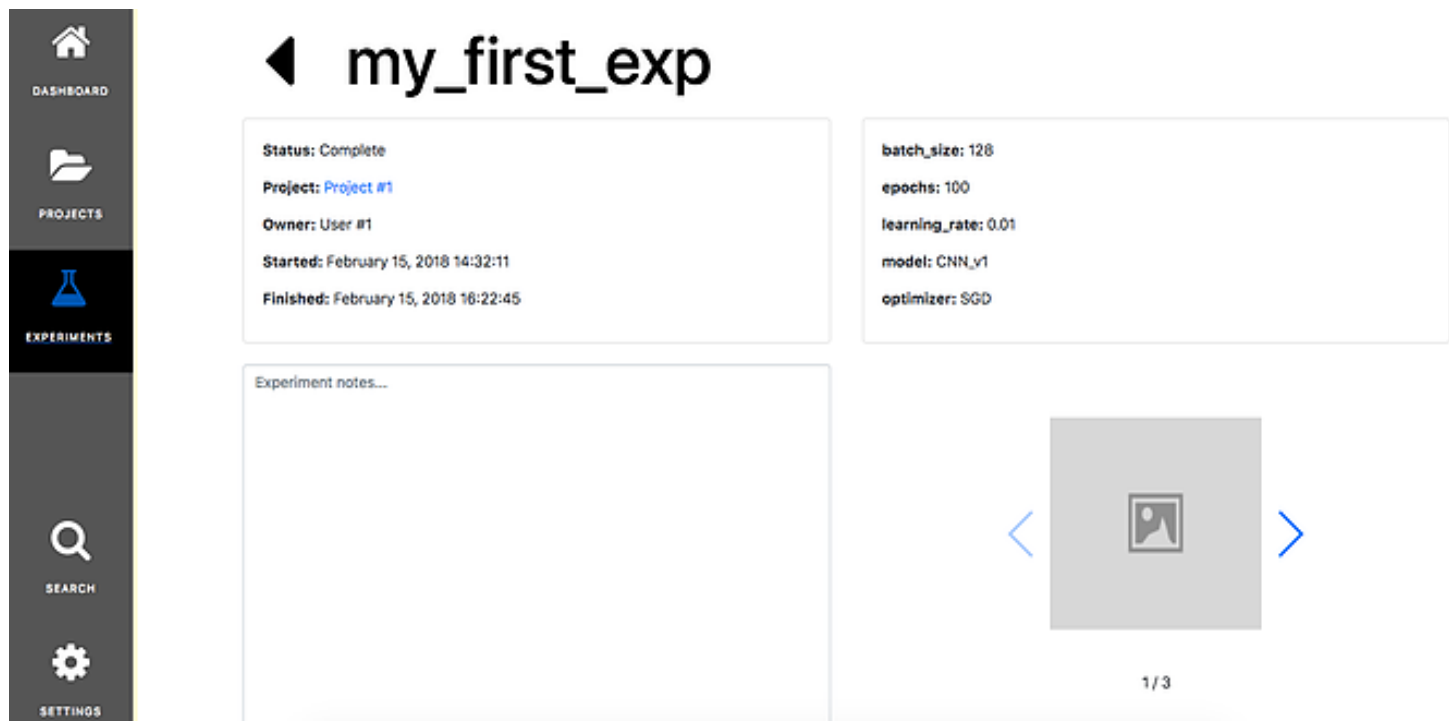 DASHBOARD
PROJECTS
EXPERIMENTS
SEARCH
SETTINGS
my_first_exp
Status: Complete
Project: Project #1
Owner: User #1
Started: February 15, 2018 14:32:11
Finished: February 15, 2018 16:22:45
batch_size: 128
epochs: 100
learning_rate: 0.01
model: CNN_v1
optimizer: SGD
Experiment notes...
1 / 3